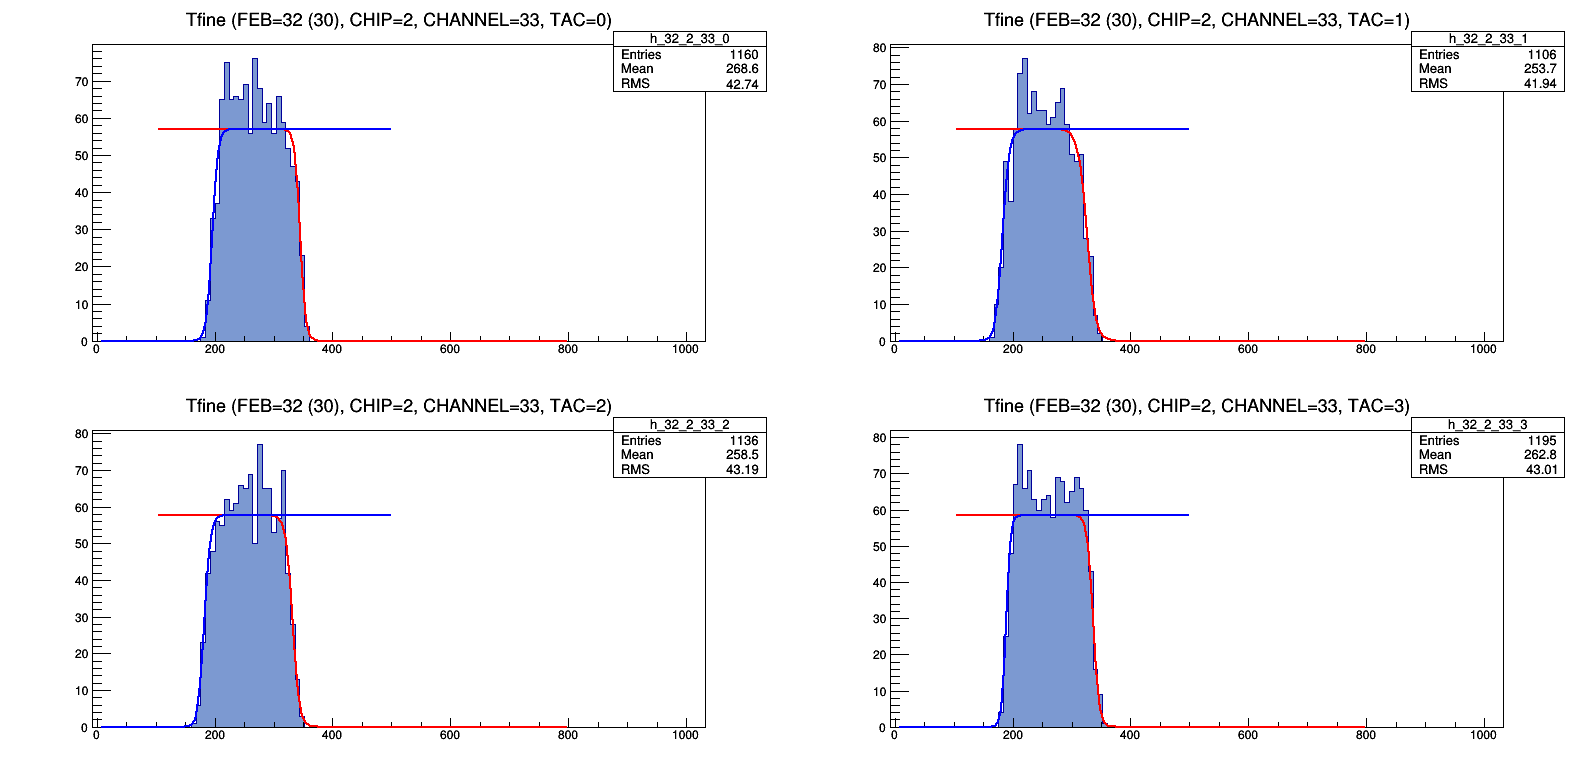 Tfine (FEB=32 (30), CHIP=2, CHANNEL=33, TAC=0)
h_32_2_33_0
Entries 1160
Mean 268.6
RMS 42.74
70
60
50
40
30
20
10
0
0 200 400 600 800 1000
Tfine (FEB=32 (30), CHIP=2, CHANNEL=33, TAC=1)
h_32_2_33_1
Entries 1106
Mean 253.7
RMS 41.94
80
70
60
50
40
30
20
10
0
0 200 400 600 800 1000
Tfine (FEB=32 (30), CHIP=2, CHANNEL=33, TAC=2)
h_32_2_33_2
Entries 1136
Mean 258.5
RMS 43.19
80
70
60
50
40
30
20
10
0
0 200 400 600 800 1000
Tfine (FEB=32 (30), CHIP=2, CHANNEL=33, TAC=3)
h_32_2_33_3
Entries 1195
Mean 262.8
RMS 43.01
80
70
60
50
40
30
20
10
0
0 200 400 600 800 1000